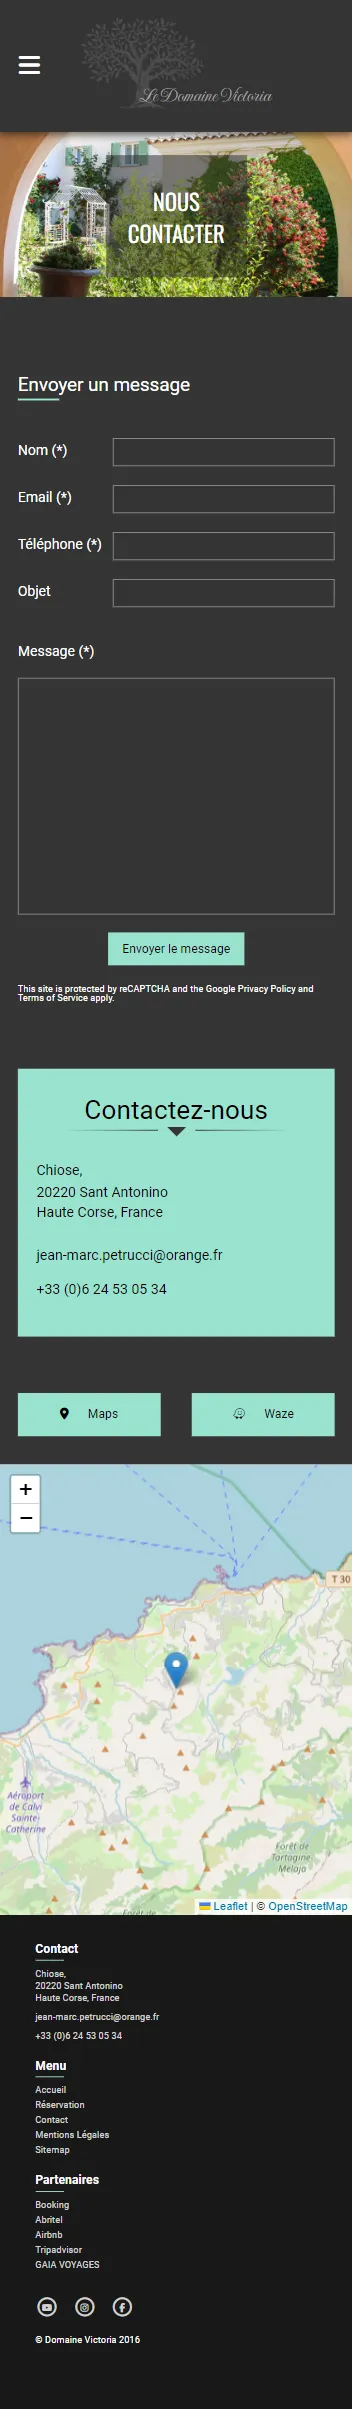 Le Domaine Victoria
NOUS
CONTACTER
Envoyer un message
Nom (*)
Email (*)
Téléphone (*)
Objet
Message (*)
Envoyer le message
This site is protected by reCAPTCHA and the Google Privacy Policy and
Terms of Service apply.
Contactez-nous
Chiose,
20220 Sant Antonino
Haute Corse, France
jean-marc.petrucci@orange.fr
+33 (0)6 24 53 05 34
Maps
Waze
+
−
T 30
Aéroport
de Calvi
Sainte-
Catherine
Forêt de
Tartagine
Melaja
Forêt de
Leaflet | © OpenStreetMap
Contact
Chiose,
20220 Sant Antonino
Haute Corse, France
jean-marc.petrucci@orange.fr
+33 (0)6 24 53 05 34
Menu
Accueil
Réservation
Contact
Mentions Légales
Sitemap
Partenaires
Booking
Abritel
Airbnb
Tripadvisor
GAIA VOYAGES
© Domaine Victoria 2016